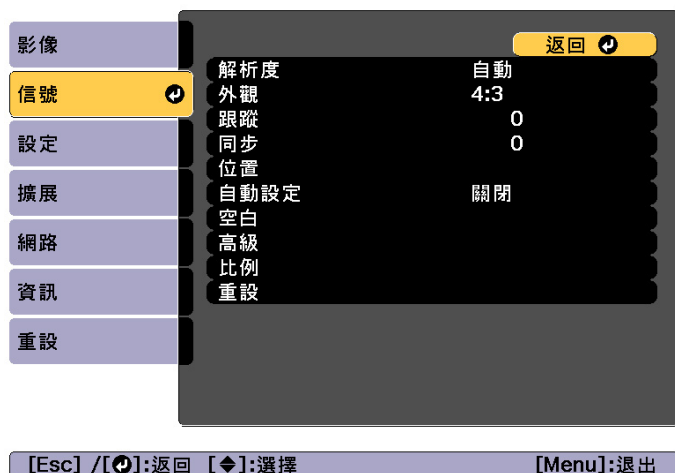 影像
信號
設定
擴展
網路
資訊
重設
返回
解析度 自動
外觀 4:3
跟蹤 0
同步 0
位置
自動設定 關閉
空白
高級
比例
重設
[Esc] /[]:返回 []:選擇 [Menu]:退出